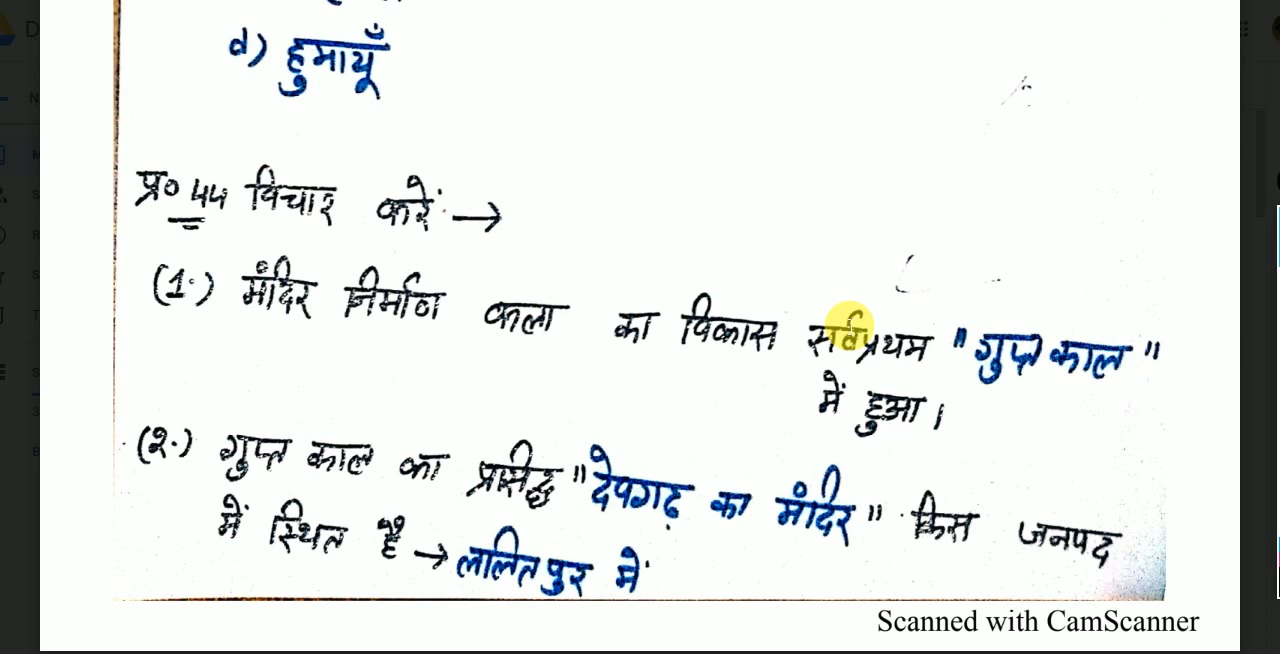 d) हुमायूँ
प्र० 44 विचार करें: →
(1.) मंदिर निर्माण कला का विकास सर्वप्रथम "गुप्त काल"
में हुआ।
(2.) गुप्त काल का प्रसिद्ध "देवगढ़ का मंदिर" किस जनपद
में स्थित है → ललितपुर में
Scanned with CamScanner